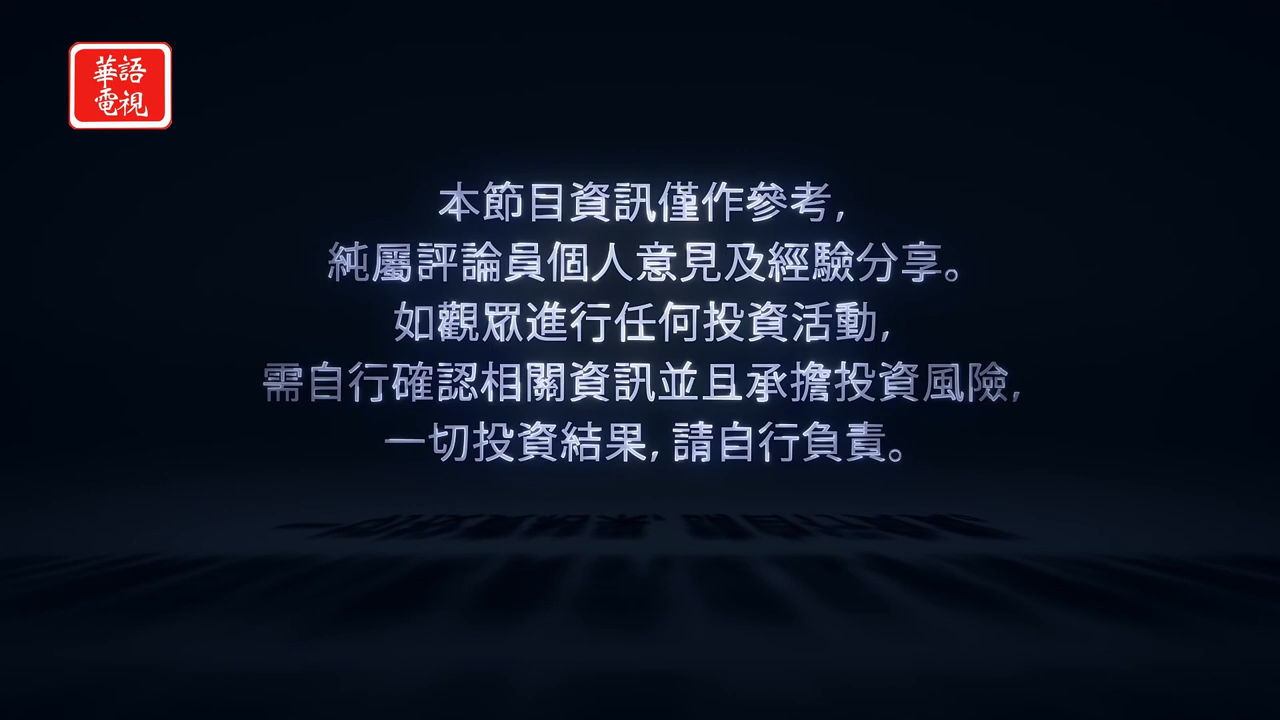 華語
電視
本節目資訊僅作參考,
純屬評論員個人意見及經驗分享。
如觀眾進行任何投資活動,
需自行確認相關資訊並且承擔投資風險,
一切投資結果, 請自行負責。